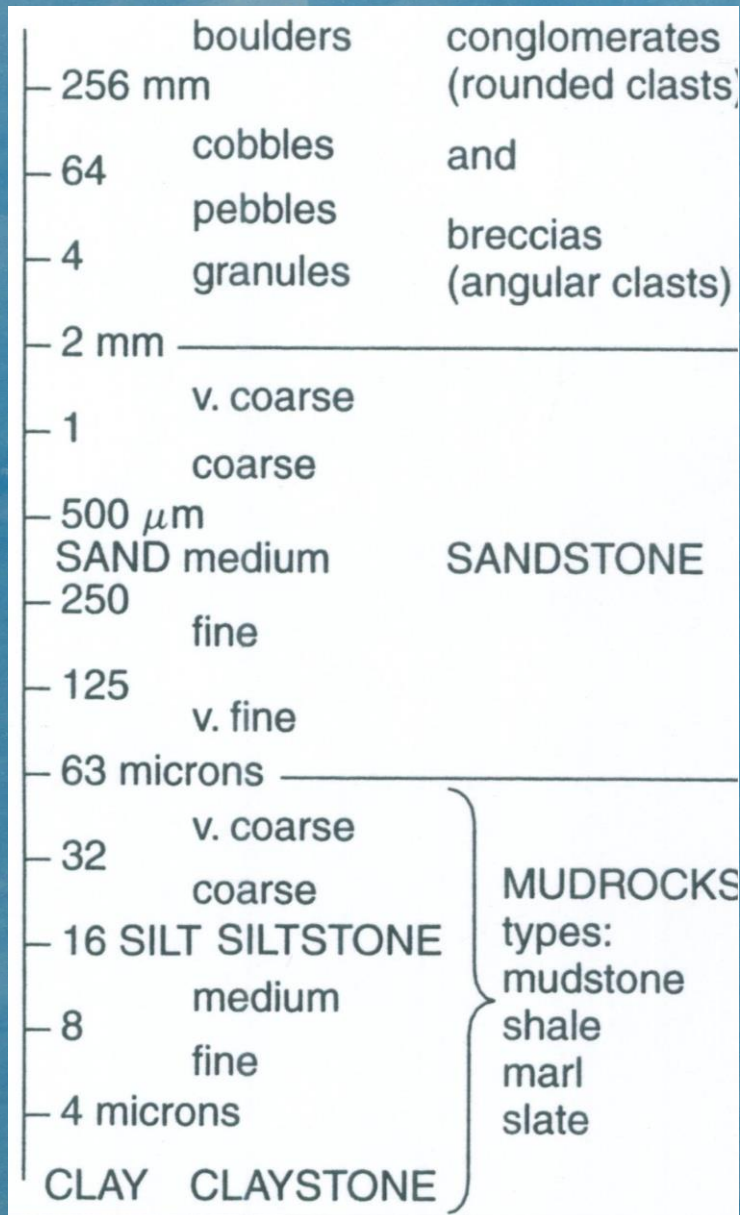 boulders conglomerates
256 mm (rounded clasts)
cobbles and
64
pebbles breccias
4
granules (angular clasts)
2 mm
v. coarse
1
coarse
500 μm
SAND medium SANDSTONE
250
fine
125
v. fine
63 microns
v. coarse
32
coarse MUDROCKS
16 SILT SILTSTONE types:
medium mudstone
8 shale
fine marl
4 microns slate
CLAY CLAYSTONE